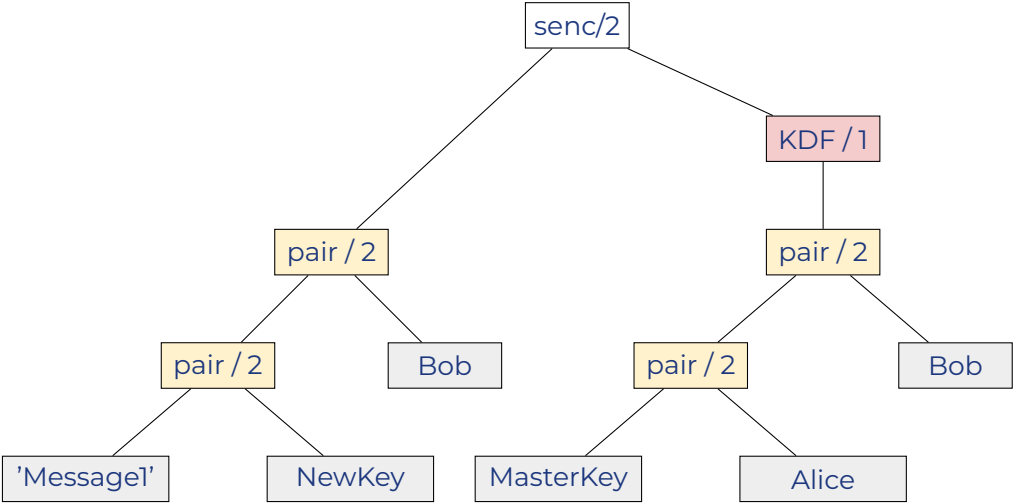 senc/2
KDF / 1
pair / 2
pair / 2
pair / 2
Bob
pair / 2
Bob
’Message1’
NewKey
MasterKey
Alice